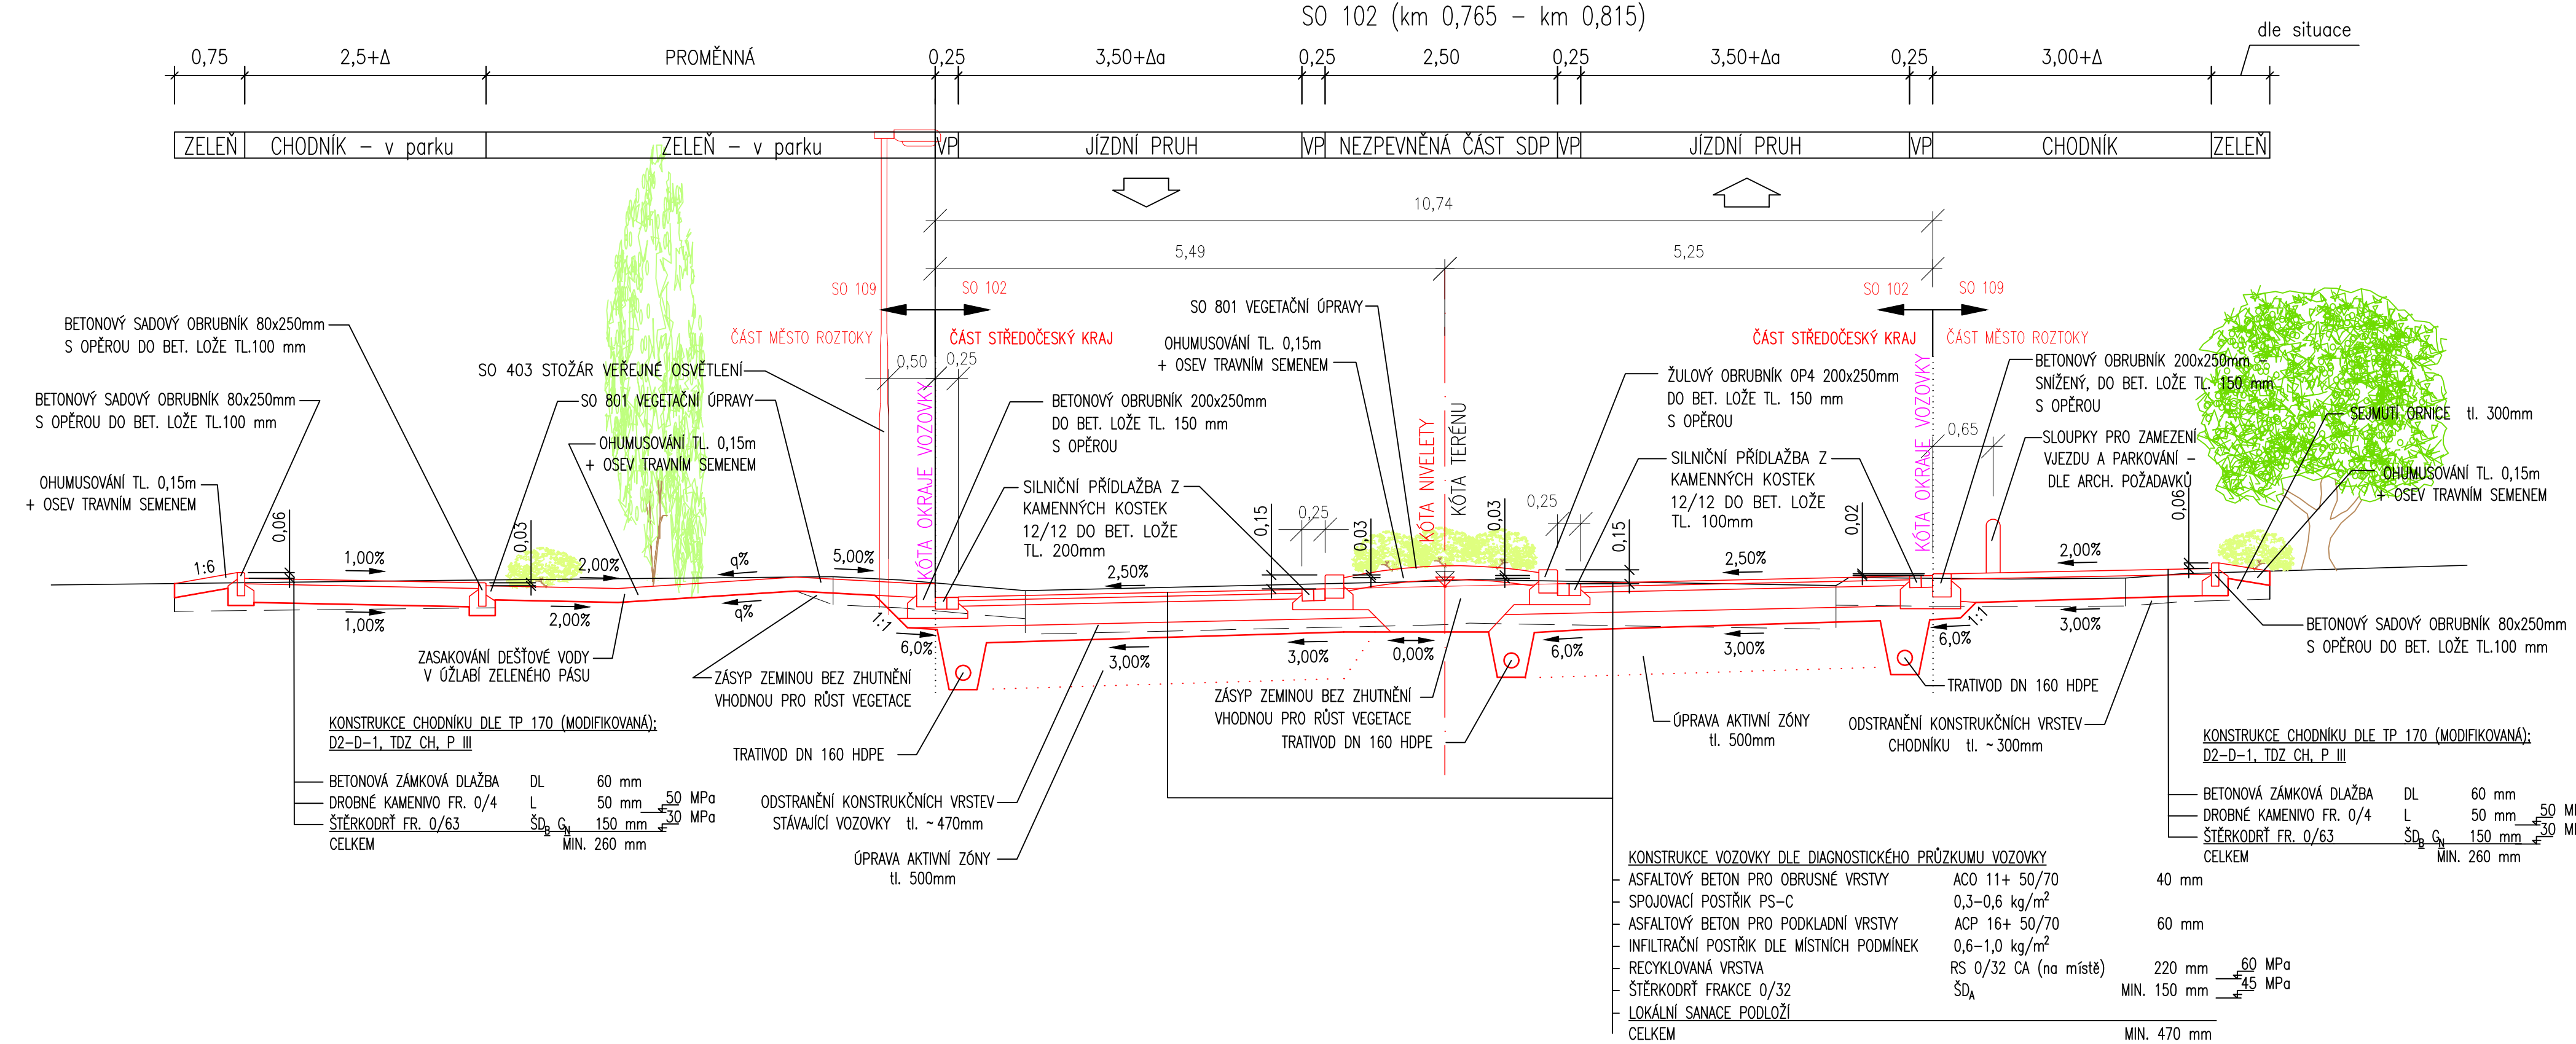 SO 102 (km 0,765 – km 0,815)
dle situace
0,75
2,5+Δ
PROMĚNNÁ
0,25
3,50+Δa
0,25
2,50
0,25
3,50+Δa
0,25
3,00+Δ
ZELEŇ
CHODNÍK – v parku
ZELEŇ – v parku
VP
JÍZDNÍ PRUH
VP
NEZPEVNĚNÁ ČÁST SDP
VP
JÍZDNÍ PRUH
VP
CHODNÍK
ZELEŇ
10,74
5,49
5,25
SO 109
SO 102
SO 102
SO 109
ČÁST MĚSTO ROZTOKY
ČÁST STŘEDOČESKÝ KRAJ
ČÁST STŘEDOČESKÝ KRAJ
ČÁST MĚSTO ROZTOKY
BETONOVÝ SADOVÝ OBRUBNÍK 80x250mm
S OPĚROU DO BET. LOŽE TL.100 mm
BETONOVÝ SADOVÝ OBRUBNÍK 80x250mm
S OPĚROU DO BET. LOŽE TL.100 mm
OHUMUSOVÁNÍ TL. 0,15m
+ OSEV TRAVNÍM SEMENEM
SO 403 STOŽÁR VEŘEJNÉ OSVĚTLENÍ
SO 801 VEGETAČNÍ ÚPRAVY
OHUMUSOVÁNÍ TL. 0,15m
+ OSEV TRAVNÍM SEMENEM
0,50
0,25
KÓTA OKRAJE VOZOVKY
BETONOVÝ OBRUBNÍK 200x250mm
DO BET. LOŽE TL. 150 mm
S OPĚROU
SILNIČNÍ PŘÍDLAŽBA Z
KAMENNÝCH KOSTEK
12/12 DO BET. LOŽE
TL. 200mm
SO 801 VEGETAČNÍ ÚPRAVY
OHUMUSOVÁNÍ TL. 0,15m
+ OSEV TRAVNÍM SEMENEM
KÓTA NIVELETY
KÓTA TERÉNU
ŽULOVÝ OBRUBNÍK OP4 200x250mm
DO BET. LOŽE TL. 150 mm
S OPĚROU
SILNIČNÍ PŘÍDLAŽBA Z
KAMENNÝCH KOSTEK
12/12 DO BET. LOŽE
TL. 100mm
KÓTA OKRAJE VOZOVKY
BETONOVÝ OBRUBNÍK 200x250mm –
SNÍŽENÝ, DO BET. LOŽE TL. 150 mm
S OPĚROU
0,65
SLOUPKY PRO ZAMEZENÍ
VJEZDU A PARKOVÁNÍ –
DLE ARCH. POŽADAVKŮ
SEJMUTÍ ORNICE tl. 300mm
OHUMUSOVÁNÍ TL. 0,15m
+ OSEV TRAVNÍM SEMENEM
0,06
0,03
0,15
0,25
0,03
0,03
0,25
0,15
0,02
0,06
1:6
1,00%
2,00%
q%
5,00%
2,50%
2,50%
2,00%
1,00%
2,00%
q%
1:1
6,0%
3,00%
3,00%
0,00%
6,0%
3,00%
6,0%
1:1
3,00%
ZASAKOVÁNÍ DEŠŤOVÉ VODY
V ÚŽLABÍ ZELENÉHO PÁSU
ZÁSYP ZEMINOU BEZ ZHUTNĚNÍ
VHODNOU PRO RŮST VEGETACE
TRATIVOD DN 160 HDPE
ODSTRANĚNÍ KONSTRUKČNÍCH VRSTEV
STÁVAJÍCÍ VOZOVKY tl. ~470mm
ÚPRAVA AKTIVNÍ ZÓNY
tl. 500mm
ZÁSYP ZEMINOU BEZ ZHUTNĚNÍ
VHODNOU PRO RŮST VEGETACE
TRATIVOD DN 160 HDPE
ÚPRAVA AKTIVNÍ ZÓNY
tl. 500mm
TRATIVOD DN 160 HDPE
ODSTRANĚNÍ KONSTRUKČNÍCH VRSTEV
CHODNÍKU tl. ~300mm
BETONOVÝ SADOVÝ OBRUBNÍK 80x250mm
S OPĚROU DO BET. LOŽE TL.100 mm
KONSTRUKCE CHODNÍKU DLE TP 170 (MODIFIKOVANÁ);
D2–D–1, TDZ CH, P III
BETONOVÁ ZÁMKOVÁ DLAŽBA DL 60 mm
DROBNÉ KAMENIVO FR. 0/4 L 50 mm 50 MPa
ŠTĚRKODRŤ FR. 0/63 ŠDB GN 150 mm 30 MPa
CELKEM MIN. 260 mm
KONSTRUKCE CHODNÍKU DLE TP 170 (MODIFIKOVANÁ);
D2–D–1, TDZ CH, P III
BETONOVÁ ZÁMKOVÁ DLAŽBA DL 60 mm
DROBNÉ KAMENIVO FR. 0/4 L 50 mm 50
ŠTĚRKODRŤ FR. 0/63 ŠDB GN 150 mm 30
CELKEM MIN. 260 mm
KONSTRUKCE VOZOVKY DLE DIAGNOSTICKÉHO PRŮZKUMU VOZOVKY
ASFALTOVÝ BETON PRO OBRUSNÉ VRSTVY ACO 11+ 50/70 40 mm
SPOJOVACÍ POSTŘIK PS–C 0,3–0,6 kg/m²
ASFALTOVÝ BETON PRO PODKLADNÍ VRSTVY ACP 16+ 50/70 60 mm
INFILTRAČNÍ POSTŘIK DLE MÍSTNÍCH PODMÍNEK 0,6–1,0 kg/m²
RECYKLOVANÁ VRSTVA RS 0/32 CA (na místě) 220 mm 60 MPa
ŠTĚRKODRŤ FRAKCE 0/32 ŠDA MIN. 150 mm 45 MPa
LOKÁLNÍ SANACE PODLOŽÍ
CELKEM MIN. 470 mm